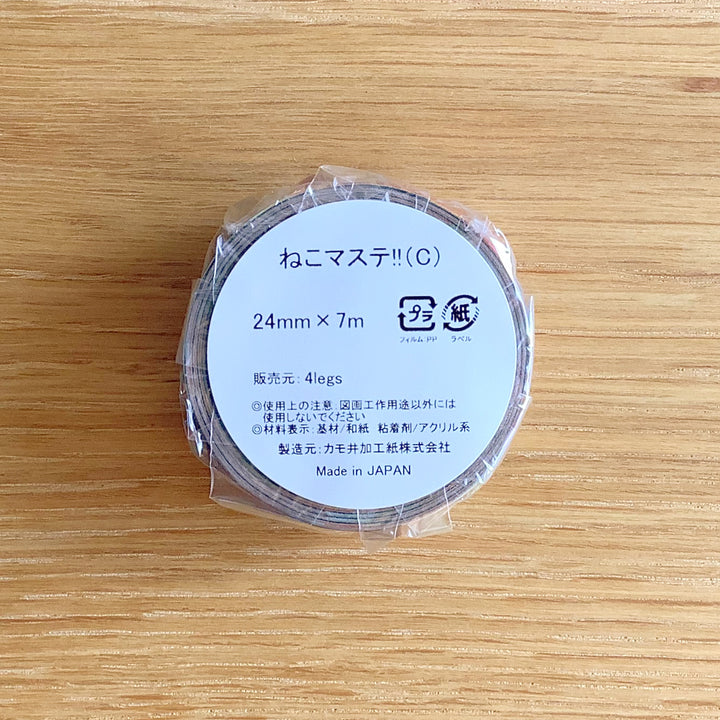 ねこマステ!!(C)
24mm×7m
プラ 紙
フィルム:PP ラベル
販売元: 4legs
◎使用上の注意: 図画工作用途以外には
使用しないでください
◎材料表示: 基材/和紙 粘着剤/アクリル系
製造元: カモ井加工紙株式会社
Made in JAPAN